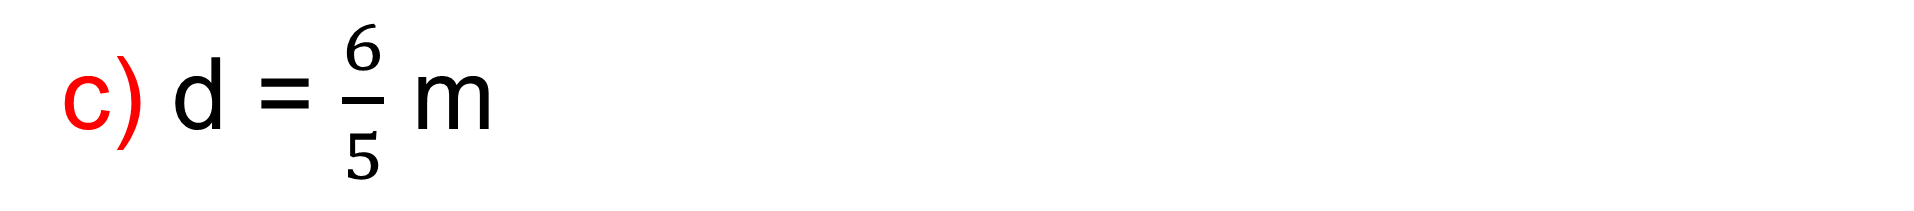 c) d = 6/5 m